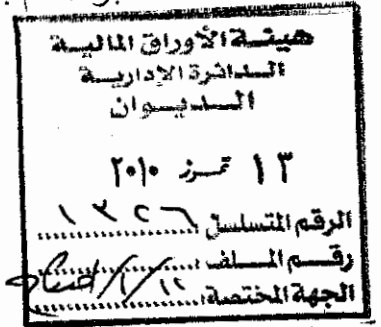 هيئة الأوراق المالية
الدائرة الإدارية
الديوان
١٣ تموز ٢٠١٠
الرقم المتسلسل
رقم الملف
الجهة المختصة